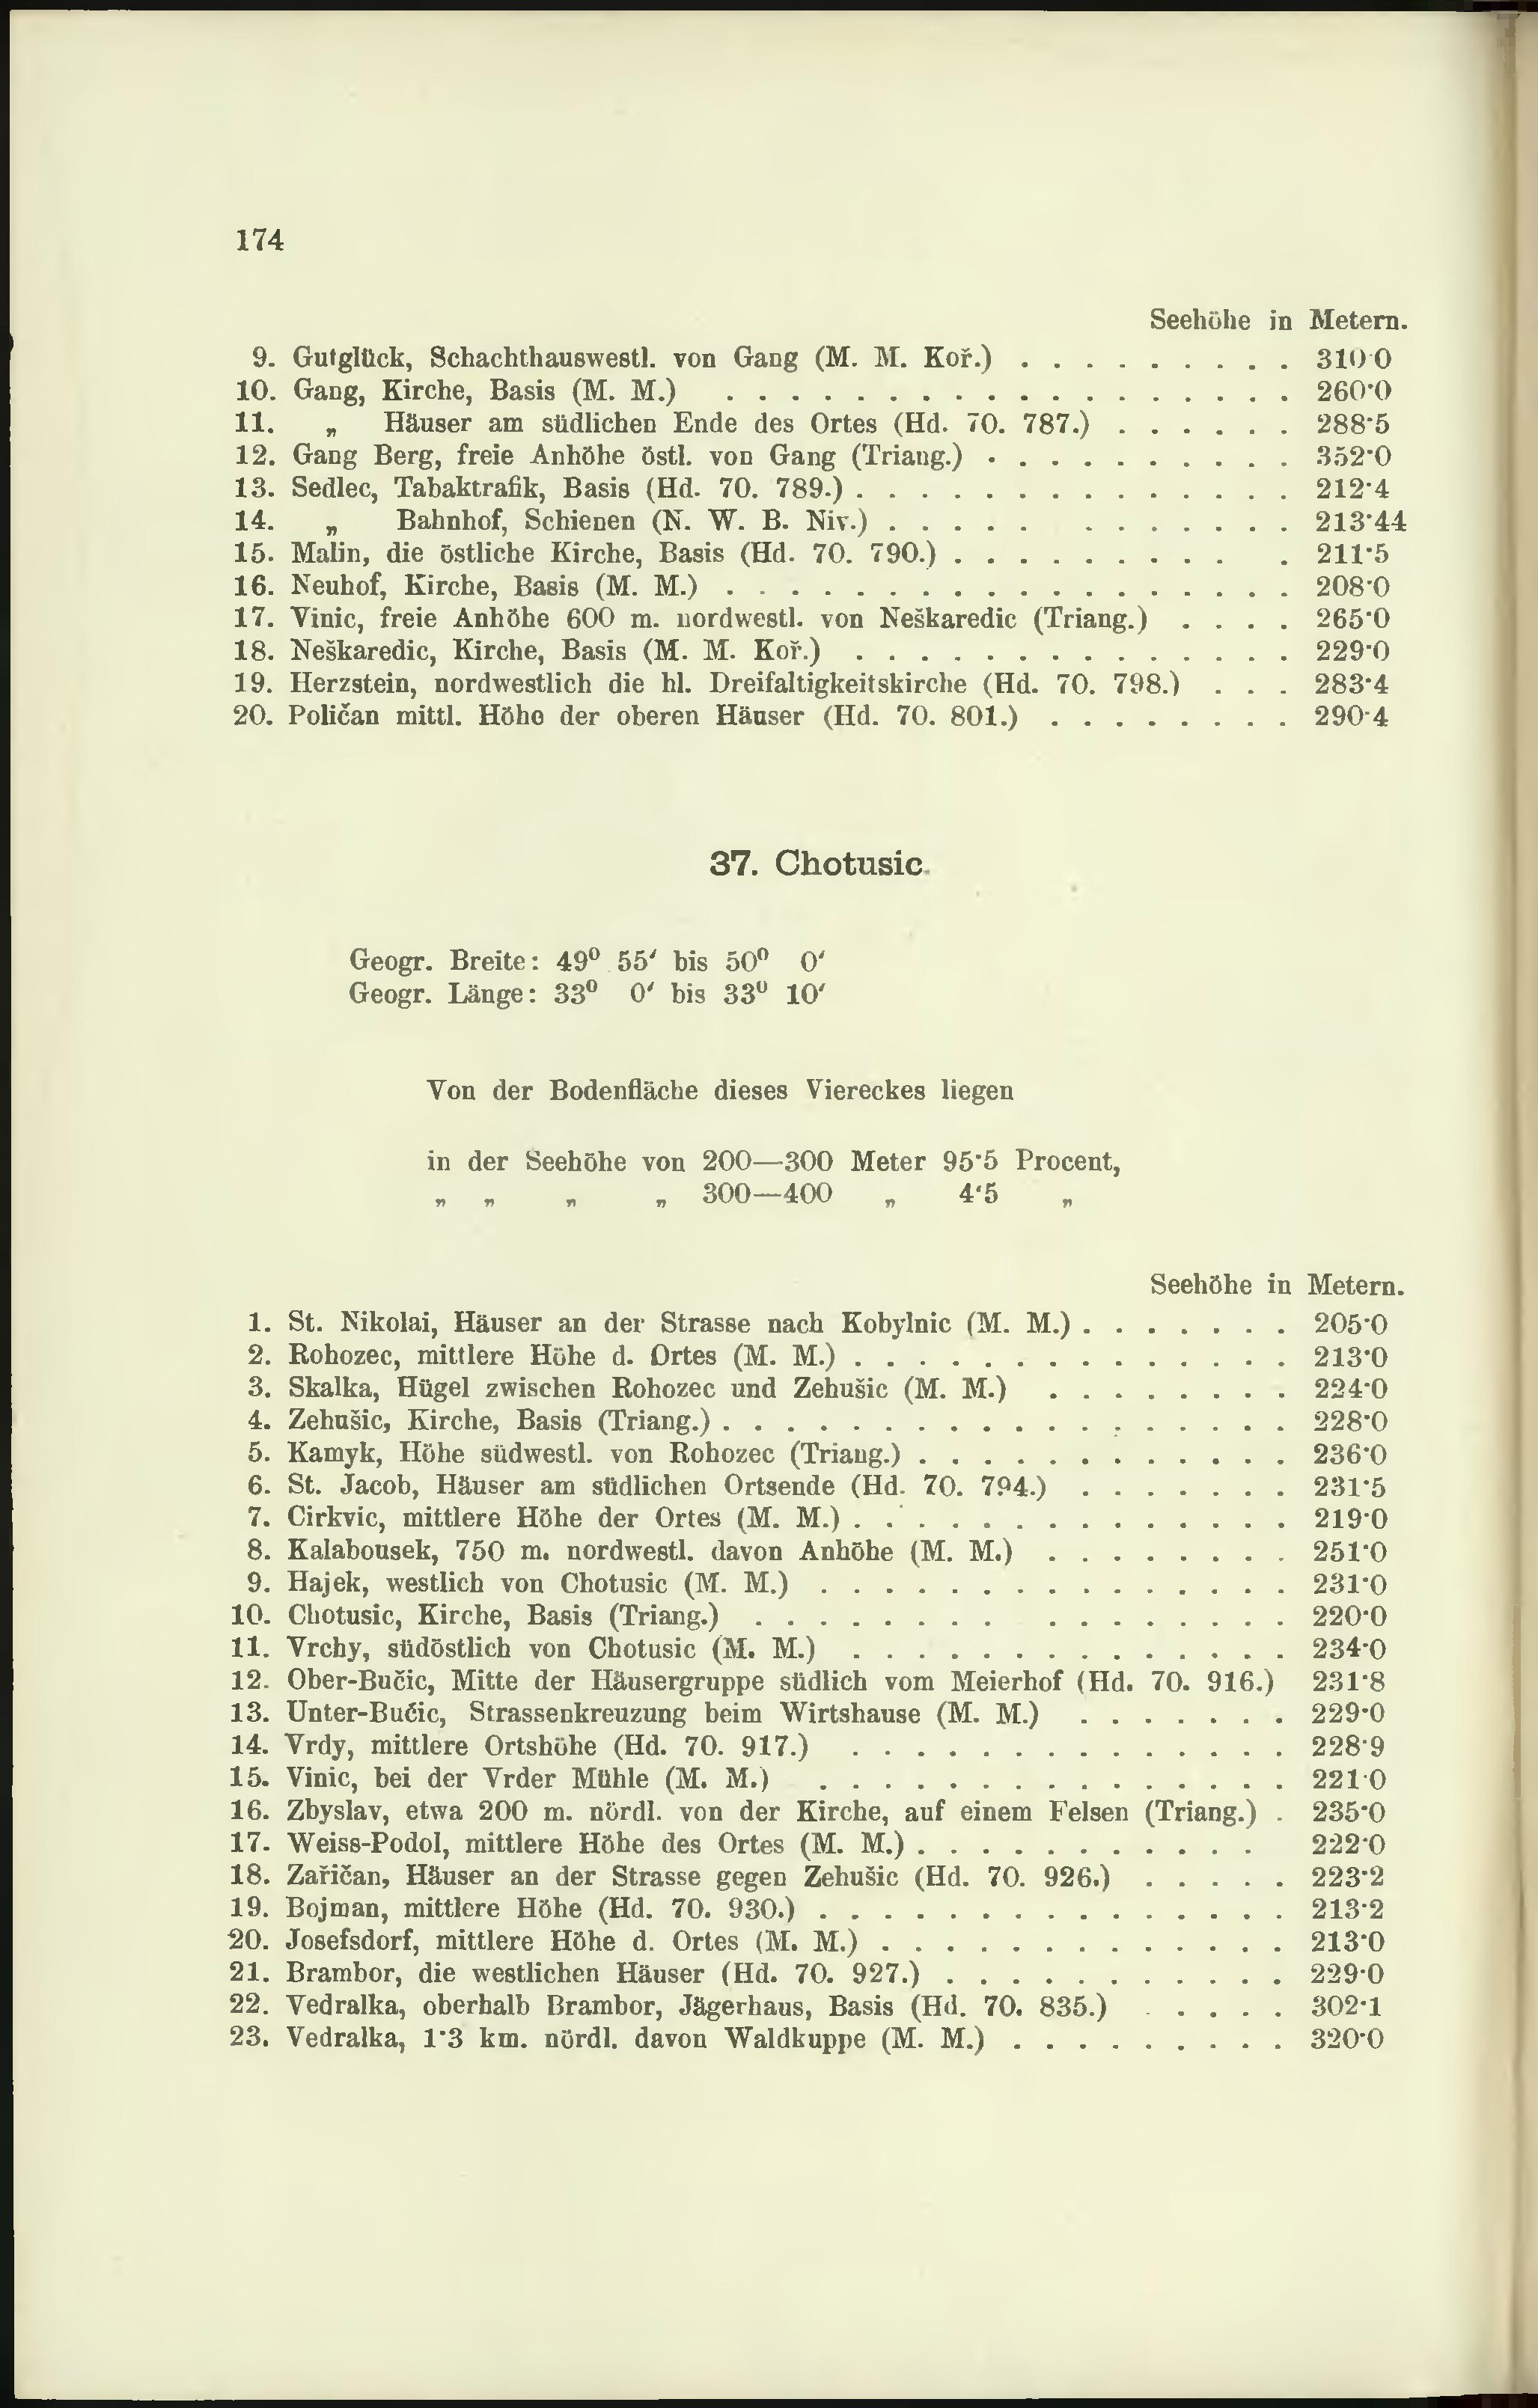 174
Seehöhe in Metern.
9. Gutglück, Schachthauswestl. von Gang (M. M. Koř.) . . . . . . . . . 310·0
10. Gang, Kirche, Basis (M. M.) . . . . . . . . . . . . . . . . . . 260·0
11. „ Häuser am südlichen Ende des Ortes (Hd. 70. 787.) . . . . . . 288·5
12. Gang Berg, freie Anhöhe östl. von Gang (Triang.) . . . . . . . . . . 352·0
13. Sedlec, Tabaktrafik, Basis (Hd. 70. 789.) . . . . . . . . . . . . . . 212·4
14. „ Bahnhof, Schienen (N. W. B. Niv.) . . . . . . . . . . . . 213·44
15. Malin, die östliche Kirche, Basis (Hd. 70. 790.) . . . . . . . . . . 211·5
16. Neuhof, Kirche, Basis (M. M.) . . . . . . . . . . . . . . . . . . 208·0
17. Vinic, freie Anhöhe 600 m. nordwestl. von Neškaredic (Triang.) . . . . 265·0
18. Neškaredic, Kirche, Basis (M. M. Koř.) . . . . . . . . . . . . . . 229·0
19. Herzstein, nordwestlich die hl. Dreifaltigkeitskirche (Hd. 70. 798.) . . . 283·4
20. Poličan mittl. Höhe der oberen Häuser (Hd. 70. 801.) . . . . . . . . 290·4
37. Chotusic.
Geogr. Breite: 49⁰ 55′ bis 50⁰ 0′
Geogr. Länge: 33⁰ 0′ bis 33⁰ 10′
Von der Bodenfläche dieses Viereckes liegen
in der Seehöhe von 200—300 Meter 95·5 Procent,
„ „ „ „ 300—400 „ 4·5 „
Seehöhe in Metern.
1. St. Nikolai, Häuser an der Strasse nach Kobylnic (M. M.) . . . . . . . 205·0
2. Rohozec, mittlere Höhe d. Ortes (M. M.) . . . . . . . . . . . . . . 213·0
3. Skalka, Hügel zwischen Rohozec und Zehušic (M. M.) . . . . . . . . 224·0
4. Zehušic, Kirche, Basis (Triang.) . . . . . . . . . . . . . . . . . . 228·0
5. Kamyk, Höhe südwestl. von Rohozec (Triang.) . . . . . . . . . . . . 236·0
6. St. Jacob, Häuser am südlichen Ortsende (Hd. 70. 794.) . . . . . . . 231·5
7. Cirkvic, mittlere Höhe der Ortes (M. M.) . . . . . . . . . . . . . . 219·0
8. Kalabousek, 750 m. nordwestl. davon Anhöhe (M. M.) . . . . . . . . 251·0
9. Hajek, westlich von Chotusic (M. M.) . . . . . . . . . . . . . . . 231·0
10. Chotusic, Kirche, Basis (Triang.) . . . . . . . . . . . . . . . . 220·0
11. Vrchy, südöstlich von Chotusic (M. M.) . . . . . . . . . . . . . . 234·0
12. Ober-Bučic, Mitte der Häusergruppe südlich vom Meierhof (Hd. 70. 916.) 231·8
13. Unter-Bučic, Strassenkreuzung beim Wirtshause (M. M.) . . . . . . . 229·0
14. Vrdy, mittlere Ortshöhe (Hd. 70. 917.) . . . . . . . . . . . . . . 228·9
15. Vinic, bei der Vrder Mühle (M. M.) . . . . . . . . . . . . . . . 221·0
16. Zbyslav, etwa 200 m. nördl. von der Kirche, auf einem Felsen (Triang.) . 235·0
17. Weiss-Podol, mittlere Höhe des Ortes (M. M.) . . . . . . . . . . . 222·0
18. Zařičan, Häuser an der Strasse gegen Zehušic (Hd. 70. 926.) . . . . . 223·2
19. Bojman, mittlere Höhe (Hd. 70. 930.) . . . . . . . . . . . . . . . 213·2
20. Josefsdorf, mittlere Höhe d. Ortes (M. M.) . . . . . . . . . . . . . 213·0
21. Brambor, die westlichen Häuser (Hd. 70. 927.) . . . . . . . . . . . 229·0
22. Vedralka, oberhalb Brambor, Jägerhaus, Basis (Hd. 70. 835.) . . . . . 302·1
23. Vedralka, 1·3 km. nördl. davon Waldkuppe (M. M.) . . . . . . . . . 320·0